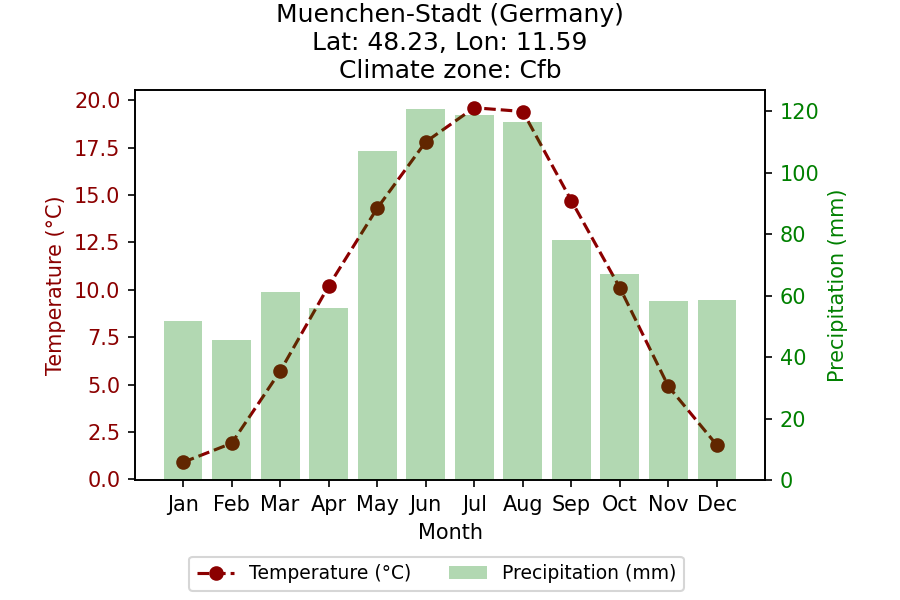 Muenchen-Stadt (Germany)
Lat: 48.23, Lon: 11.59
Climate zone: Cfb
20.0
17.5
15.0
12.5
10.0
7.5
5.0
2.5
0.0
Temperature (°C)
120
100
80
60
40
20
0
Precipitation (mm)
Jan Feb Mar Apr May Jun Jul Aug Sep Oct Nov Dec
Month
Temperature (°C) Precipitation (mm)